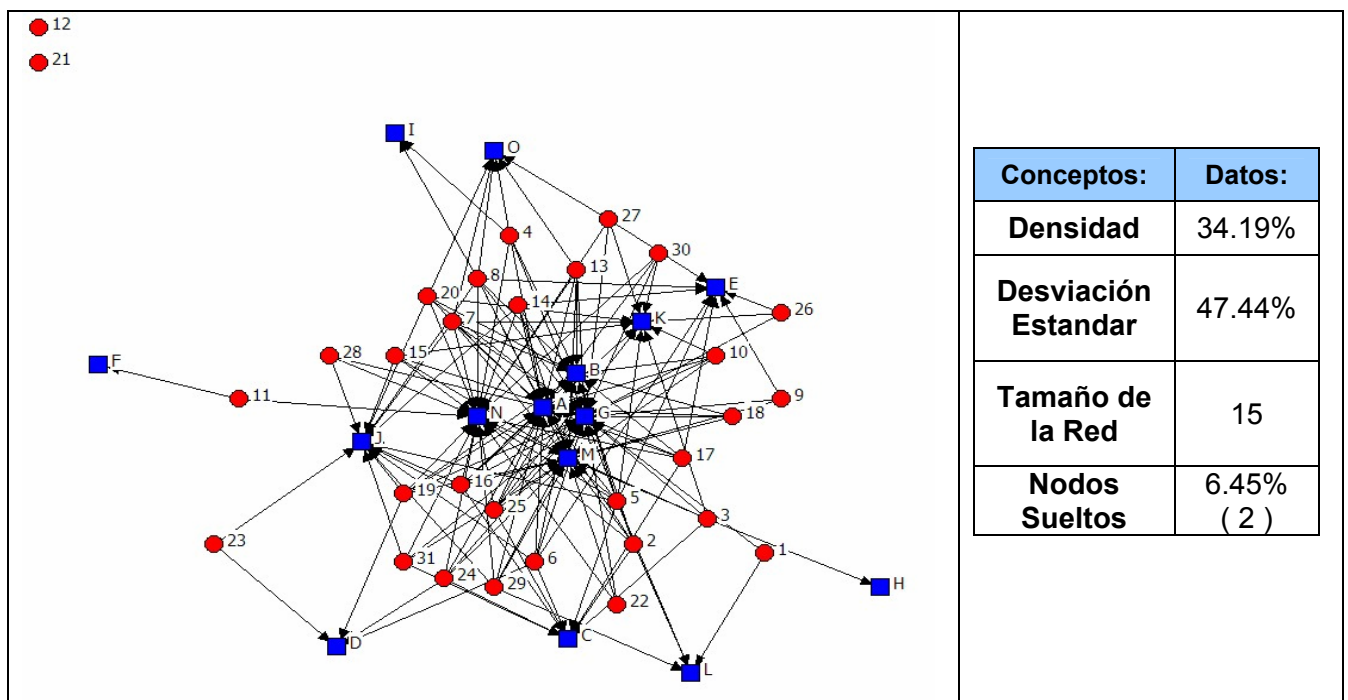 12
21
I
O
27
4
30
13
8
E
20
14
26
7
K
28
15
10
F
B
11
A
9
N
G
18
J
M
17
16
19
5
25
3
23
2
1
31
6
24
29
H
22
C
D
L
Conceptos: Datos:
Densidad 34.19%
Desviación
Estandar
47.44%
Tamaño de
la Red
15
Nodos
Sueltos
6.45%
( 2 )